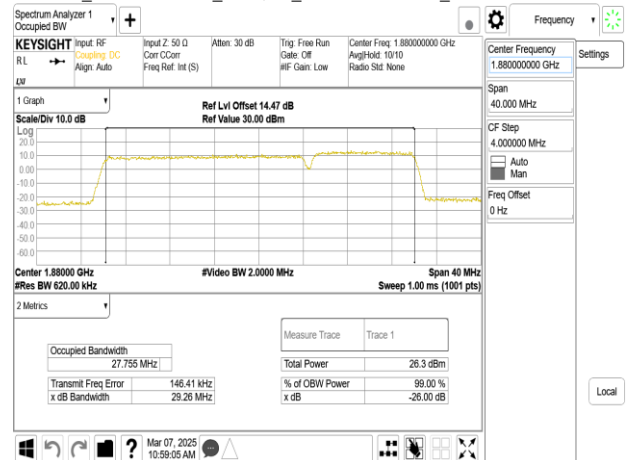 Spectrum Analyzer 1
Occupied BW
Frequency
KEYSIGHT
RL
Input: RF
Coupling: DC
Align: Auto
Input Z: 50 Ω
Corr CCorr
Freq Ref: Int (S)
Atten: 30 dB
Trig: Free Run
Gate: Off
#IF Gain: Low
Center Freq: 1.880000000 GHz
Avg|Hold: 10/10
Radio Std: None
LXI
Center Frequency
1.880000000 GHz
Settings
Span
40.000 MHz
CF Step
4.000000 MHz
Auto
Man
Freq Offset
0 Hz
Local
1 Graph
Scale/Div 10.0 dB
Ref Lvl Offset 14.47 dB
Ref Value 30.00 dBm
Log
20.0
10.0
0.00
-10.0
-20.0
-30.0
-40.0
-50.0
-60.0
Center 1.88000 GHz
#Video BW 2.0000 MHz
Span 40 MHz
#Res BW 620.00 kHz
Sweep 1.00 ms (1001 pts)
2 Metrics
Measure Trace
Trace 1
Occupied Bandwidth
27.755 MHz
Total Power
26.3 dBm
Transmit Freq Error
146.41 kHz
% of OBW Power
99.00 %
x dB Bandwidth
29.26 MHz
x dB
-26.00 dB
?
Mar 07, 2025
10:59:05 AM